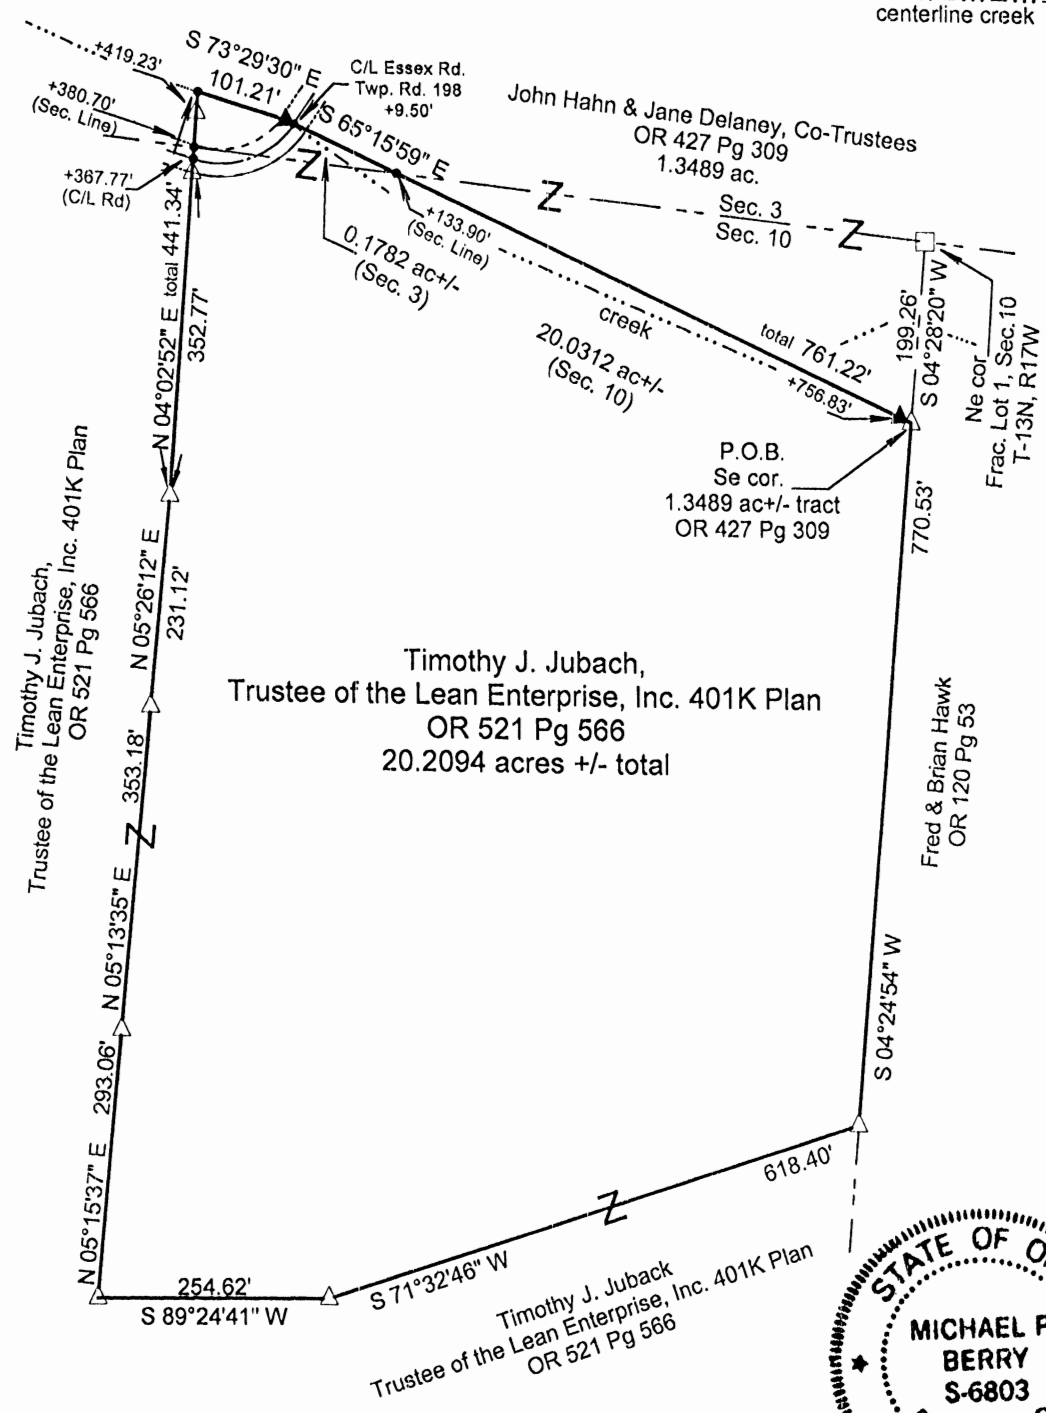 centerline creek
+419.23'
S 73°29'30" E
101.21'
C/L Essex Rd.
Twp. Rd. 198
+9.50'
S 65°15'59" E
John Hahn & Jane Delaney, Co-Trustees
OR 427 Pg 309
1.3489 ac.
+380.70'
(Sec. Line)
+367.77'
(C/L Rd)
Z
Z
Sec. 3
Sec. 10
Z
+133.90'
(Sec. Line)
0.1782 ac+/-
(Sec. 3)
creek
20.0312 ac+/-
(Sec. 10)
total 761.22'
+756.83'
199.26'
S 04°28'20" W
Ne cor
Frac. Lot 1, Sec.10
T-13N, R17W
N 04°02'52" E total 441.34'
352.77'
P.O.B.
Se cor.
1.3489 ac+/- tract
OR 427 Pg 309
770.53'
Timothy J. Jubach,
Trustee of the Lean Enterprise, Inc. 401K Plan
OR 521 Pg 566
N 05°26'12" E
231.12'
Timothy J. Jubach,
Trustee of the Lean Enterprise, Inc. 401K Plan
OR 521 Pg 566
20.2094 acres +/- total
Fred & Brian Hawk
OR 120 Pg 53
N 05°13'35" E
353.18'
Z
S 04°24'54" W
N 05°15'37" E
293.06'
618.40'
Z
S 71°32'46" W
254.62'
S 89°24'41" W
Timothy J. Juback
Trustee of the Lean Enterprise, Inc. 401K Plan
OR 521 Pg 566
STATE OF O
MICHAEL P
BERRY
S-6803